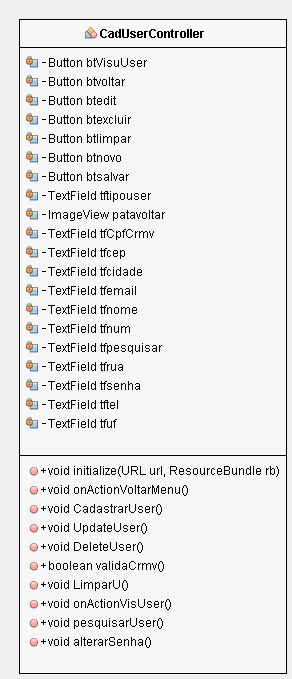 CadUserController
-Button btVisuUser
-Button btvoltar
-Button btedit
-Button btexcluir
-Button btlimpar
-Button btnovo
-Button btsalvar
-TextField tftipouser
-ImageView patavoltar
-TextField tfCpfCrmv
-TextField tfcep
-TextField tfcidade
-TextField tfemail
-TextField tfnome
-TextField tfnum
-TextField tfpesquisar
-TextField tfrua
-TextField tfsenha
-TextField tftel
-TextField tfuf
+void initialize(URL url, ResourceBundle rb)
+void onActionVoltarMenu()
+void CadastrarUser()
+void UpdateUser()
+void DeleteUser()
+boolean validaCrmv()
+void LimparU()
+void onActionVisUser()
+void pesquisarUser()
+void alterarSenha()